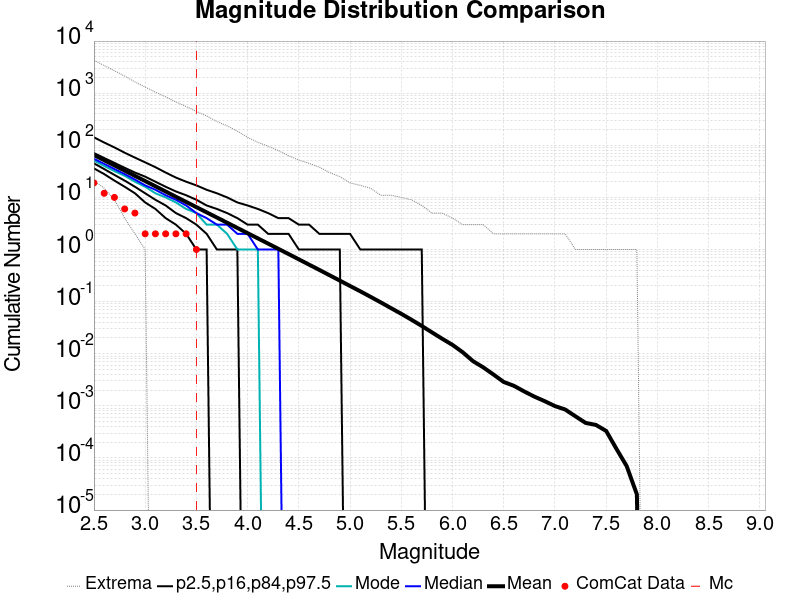 Magnitude Distribution Comparison
10^4
10^3
10^2
10^1
10^0
10^-1
10^-2
10^-3
10^-4
10^-5
Cumulative Number
2.5 3.0 3.5 4.0 4.5 5.0 5.5 6.0 6.5 7.0 7.5 8.0 8.5 9.0
Magnitude
Extrema p2.5,p16,p84,p97.5 Mode Median Mean ComCat Data Mc